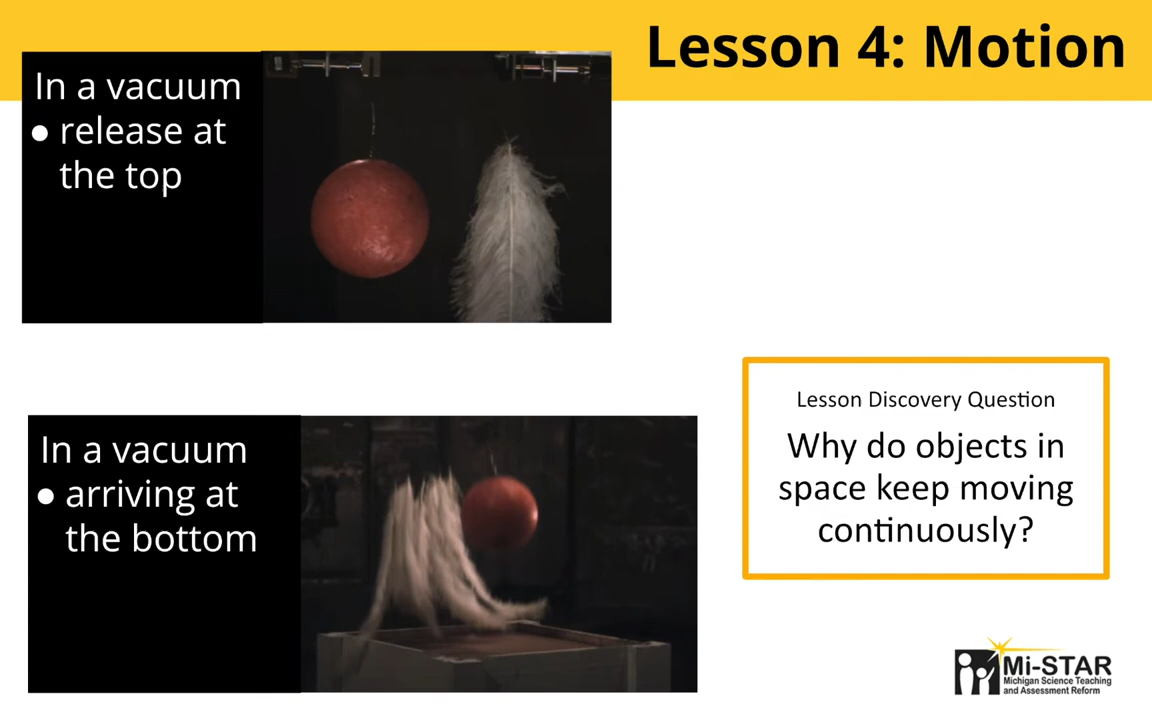 Lesson 4: Motion
In a vacuum
● release at
the top
In a vacuum
● arriving at
the bottom
Lesson Discovery Question
Why do objects in
space keep moving
continuously?
Mi-STAR
Michigan Science Teaching
and Assessment Reform